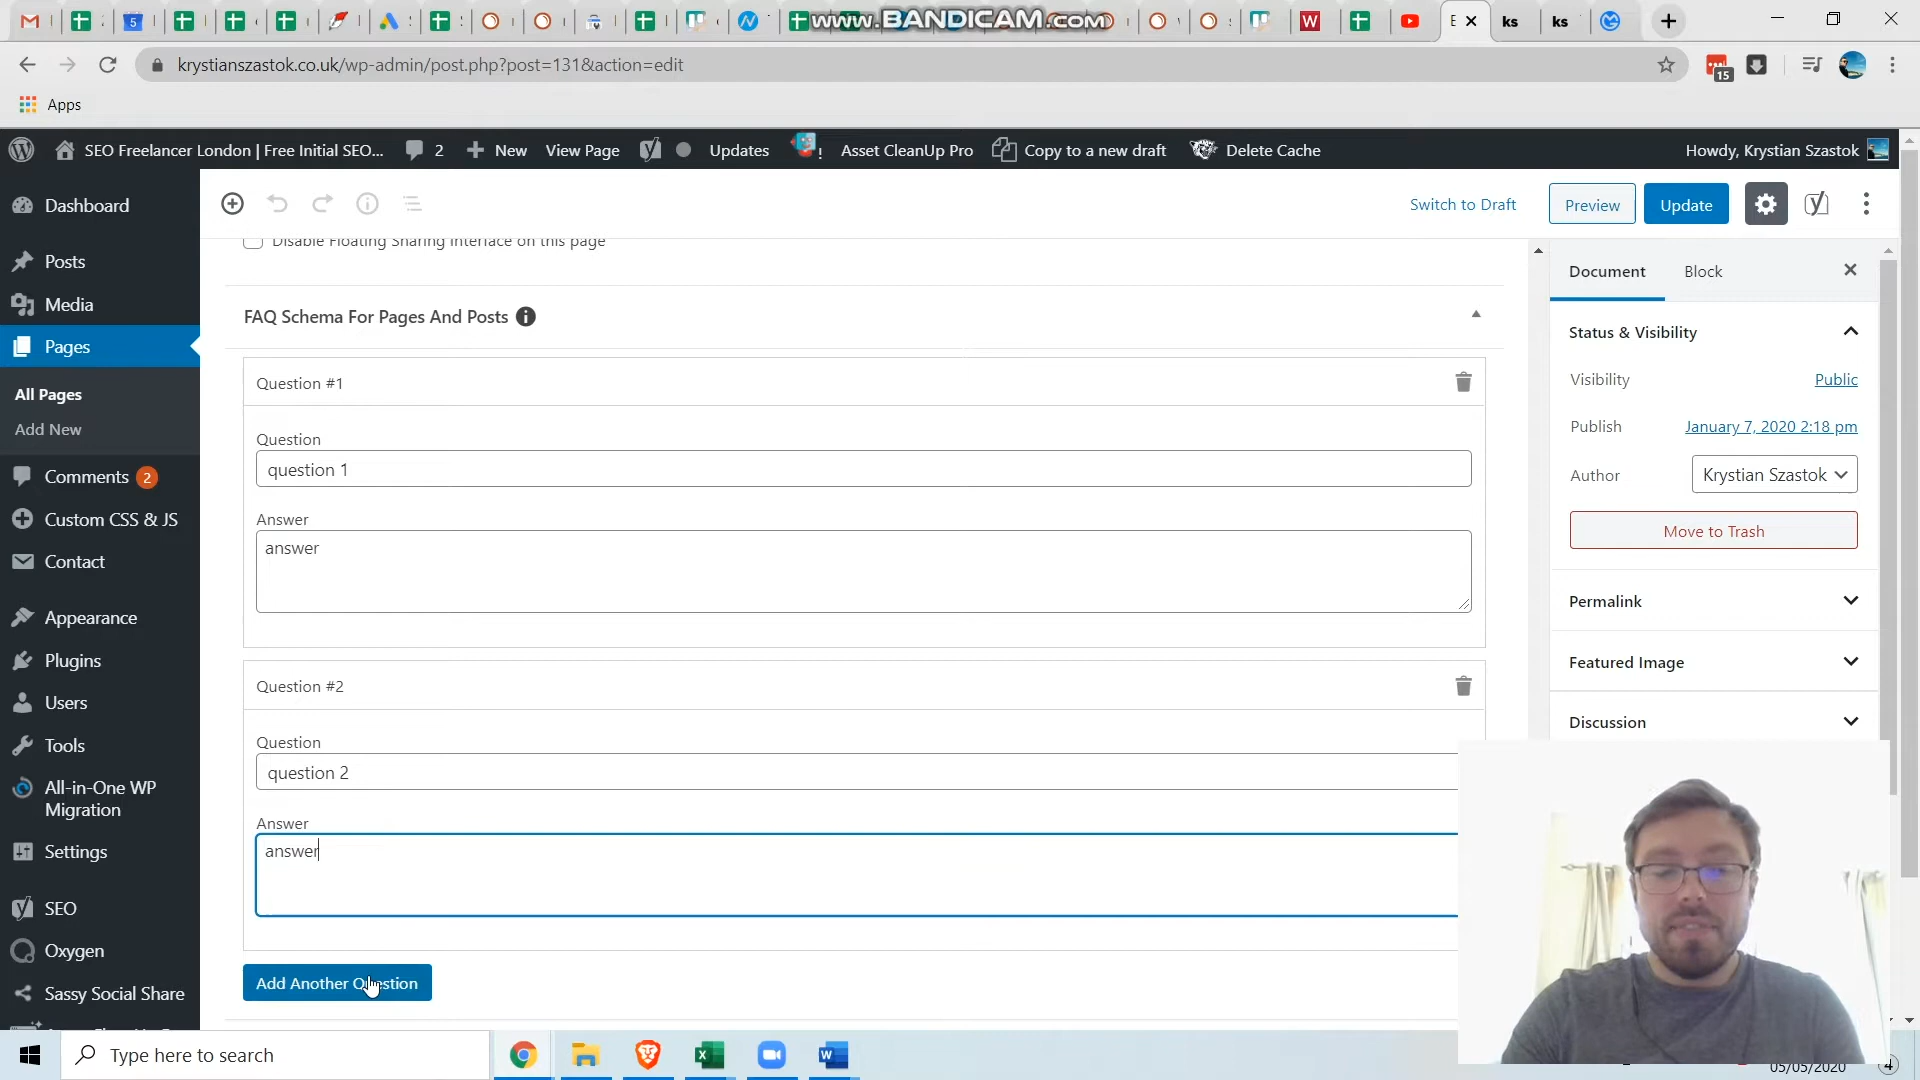 www.BANDICAM.com
krystianszastok.co.uk/wp-admin/post.php?post=131&action=edit
15
Apps
SEO Freelancer London | Free Initial SEO...
2
New
View Page
Updates
Asset CleanUp Pro
Copy to a new draft
Delete Cache
Howdy, Krystian Szastok
Switch to Draft
Preview
Update
Dashboard
Posts
Media
Pages
All Pages
Add New
Comments 2
Custom CSS & JS
Contact
Appearance
Plugins
Users
Tools
All-in-One WP
Migration
Settings
SEO
Oxygen
Sassy Social Share
Disable Floating Sharing Interface on this page
FAQ Schema For Pages And Posts
Question #1
Question
question 1
Answer
answer
Question #2
Question
question 2
Answer
answer
Add Another Question
Document
Block
Status & Visibility
Visibility
Public
Publish
January 7, 2020 2:18 pm
Author
Krystian Szastok
Move to Trash
Permalink
Featured Image
Discussion
Type here to search
05/05/2020
4